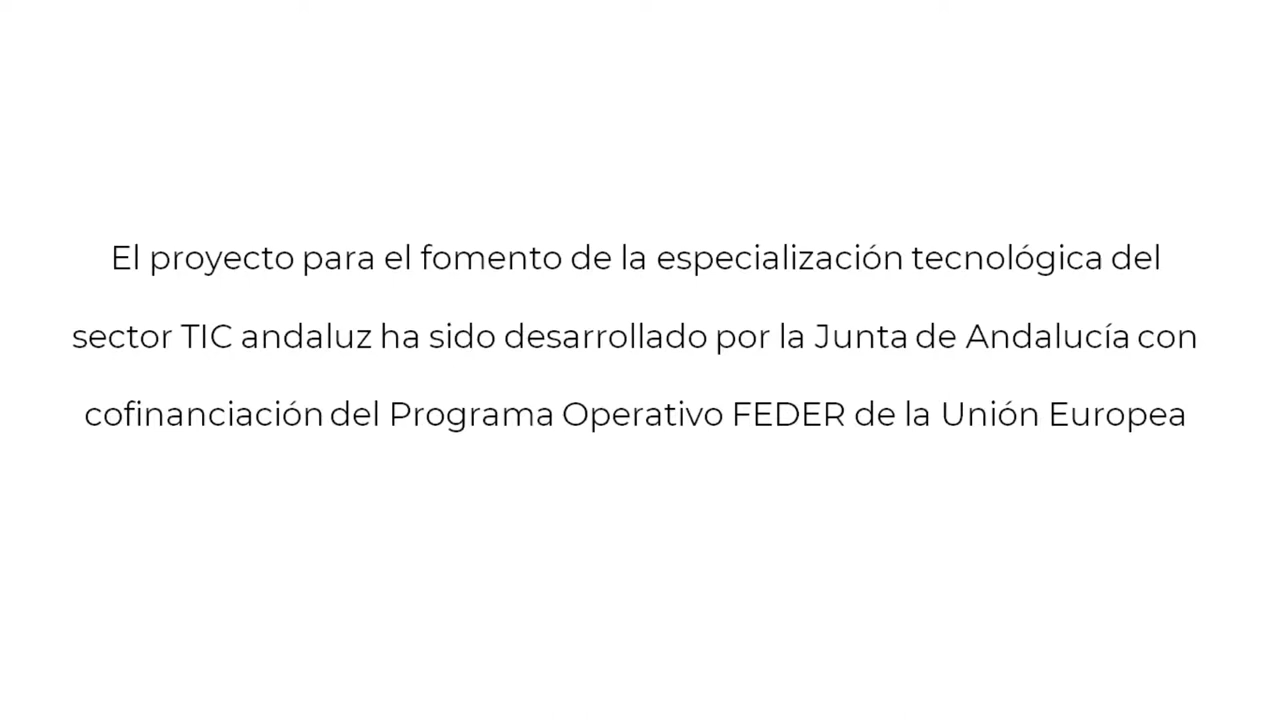 El proyecto para el fomento de la especialización tecnológica del
sector TIC andaluz ha sido desarrollado por la Junta de Andalucía con
cofinanciación del Programa Operativo FEDER de la Unión Europea